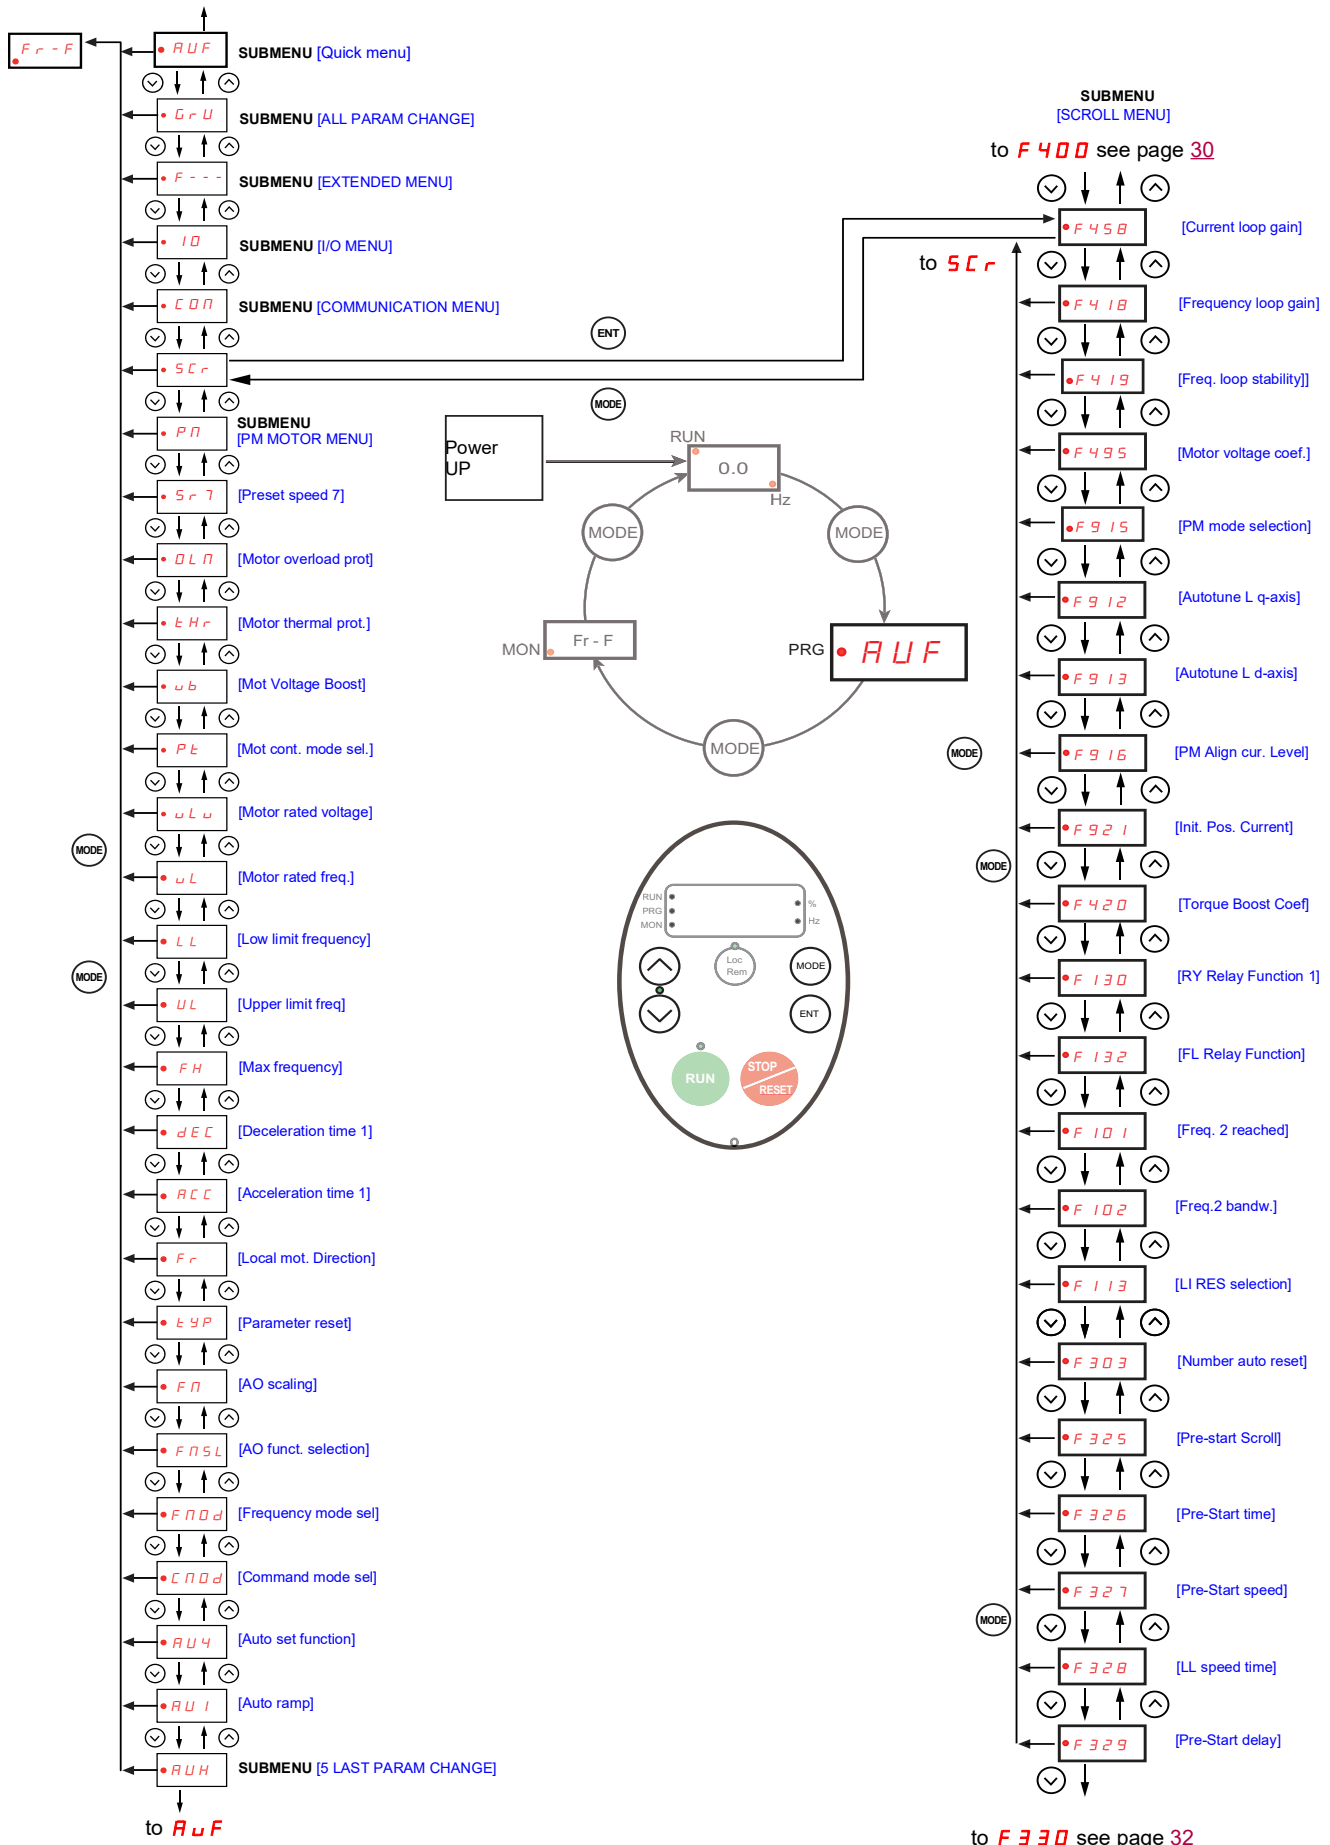 Fr-F
AUF
SUBMENU [Quick menu]
GrU
SUBMENU [ALL PARAM CHANGE]
F---
SUBMENU [EXTENDED MENU]
IO
SUBMENU [I/O MENU]
COM
SUBMENU [COMMUNICATION MENU]
SCr
PM
SUBMENU
[PM MOTOR MENU]
Sr7
[Preset speed 7]
OLM
[Motor overload prot]
tHr
[Motor thermal prot.]
ub
[Mot Voltage Boost]
Pt
[Mot cont. mode sel.]
uLu
[Motor rated voltage]
MODE
uL
[Motor rated freq.]
LL
[Low limit frequency]
MODE
UL
[Upper limit freq]
FH
[Max frequency]
dEC
[Deceleration time 1]
ACC
[Acceleration time 1]
Fr
[Local mot. Direction]
tYP
[Parameter reset]
FM
[AO scaling]
FMSL
[AO funct. selection]
FMOd
[Frequency mode sel]
CMOd
[Command mode sel]
AU4
[Auto set function]
AU1
[Auto ramp]
AUH
SUBMENU [5 LAST PARAM CHANGE]
to AuF
ENT
MODE
Power
UP
RUN
0.0
Hz
MODE
MODE
MON
Fr - F
PRG
AUF
MODE
RUN
PRG
MON
%
Hz
Loc
Rem
MODE
ENT
RUN
STOP
RESET
SUBMENU
[SCROLL MENU]
to F400 see page 30
F458
[Current loop gain]
to SCr
F418
[Frequency loop gain]
F419
[Freq. loop stability]]
F495
[Motor voltage coef.]
F915
[PM mode selection]
F912
[Autotune L q-axis]
F913
[Autotune L d-axis]
MODE
F916
[PM Align cur. Level]
F921
[Init. Pos. Current]
MODE
F420
[Torque Boost Coef]
F130
[RY Relay Function 1]
F132
[FL Relay Function]
F101
[Freq. 2 reached]
F102
[Freq.2 bandw.]
F113
[LI RES selection]
F303
[Number auto reset]
F325
[Pre-start Scroll]
F326
[Pre-Start time]
F327
[Pre-Start speed]
MODE
F328
[LL speed time]
F329
[Pre-Start delay]
to F330 see page 32